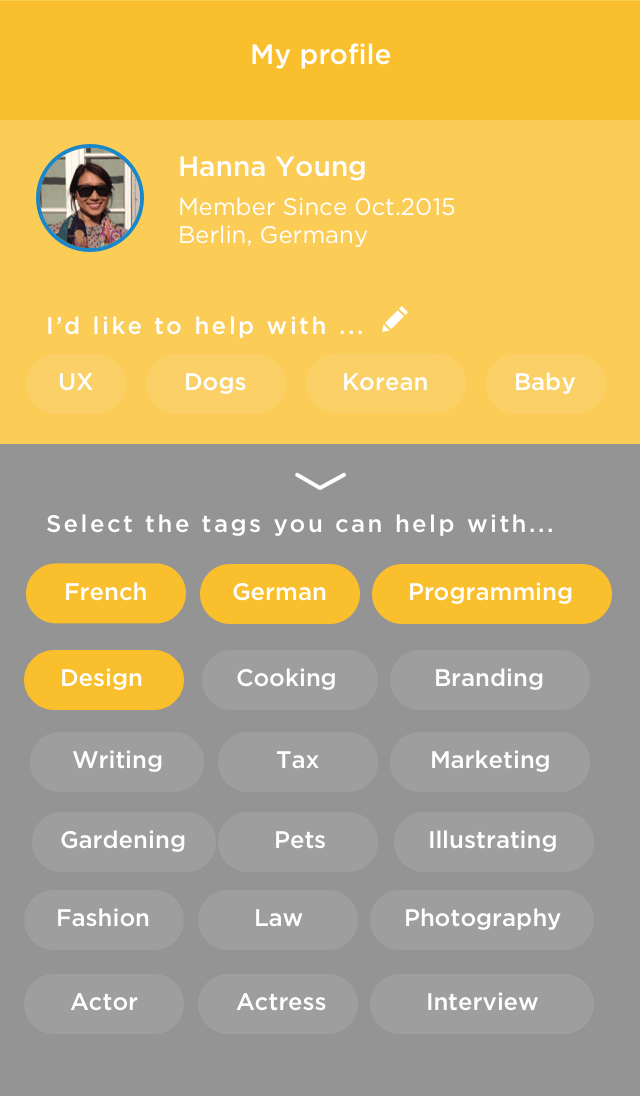 My profile
Hanna Young
Member Since 0ct.2015
Berlin, Germany
I'd like to help with ...
UX Dogs Korean Baby
Select the tags you can help with...
French German Programming
Design Cooking Branding
Writing Tax Marketing
Gardening Pets Illustrating
Fashion Law Photography
Actor Actress Interview